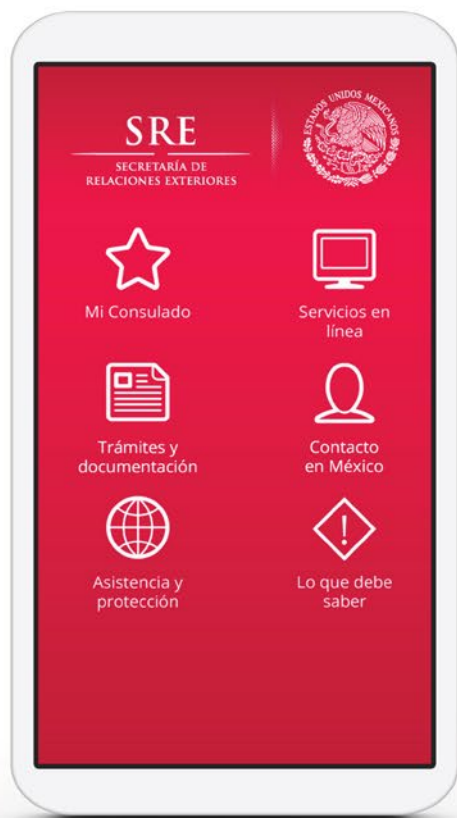 SRE
SECRETARÍA DE
RELACIONES EXTERIORES
ESTADOS UNIDOS MEXICANOS
Mi Consulado
Servicios en
línea
Trámites y
documentación
Contacto
en México
Asistencia y
protección
!
Lo que debe
saber